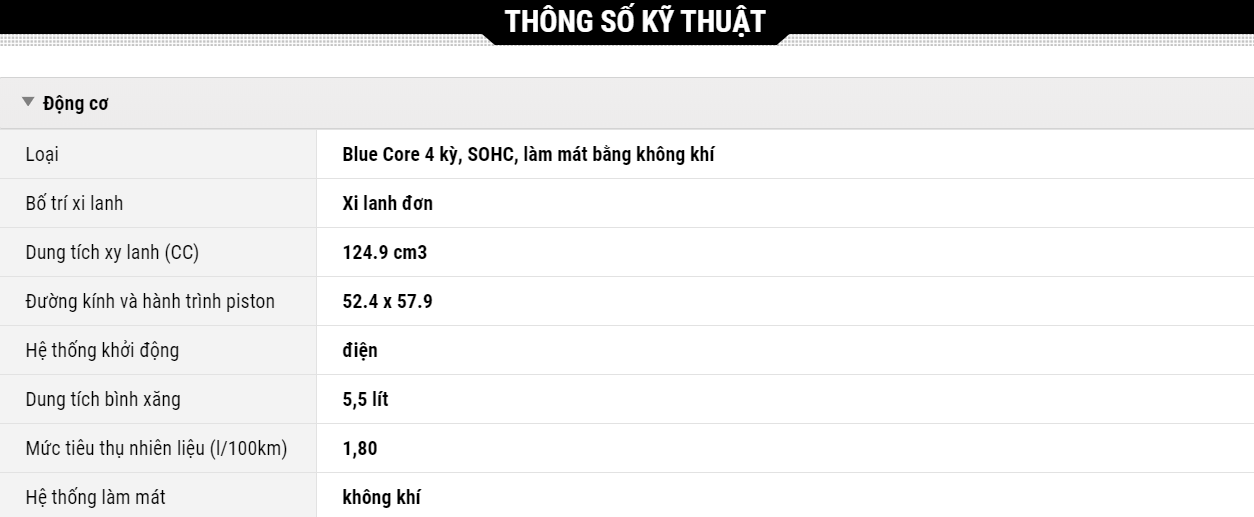 THÔNG SỐ KỸ THUẬT
Động cơ
Loại Blue Core 4 kỳ, SOHC, làm mát bằng không khí
Bố trí xi lanh Xi lanh đơn
Dung tích xy lanh (CC) 124.9 cm3
Đường kính và hành trình piston 52.4 x 57.9
Hệ thống khởi động điện
Dung tích bình xăng 5,5 lít
Mức tiêu thụ nhiên liệu (l/100km) 1,80
Hệ thống làm mát không khí